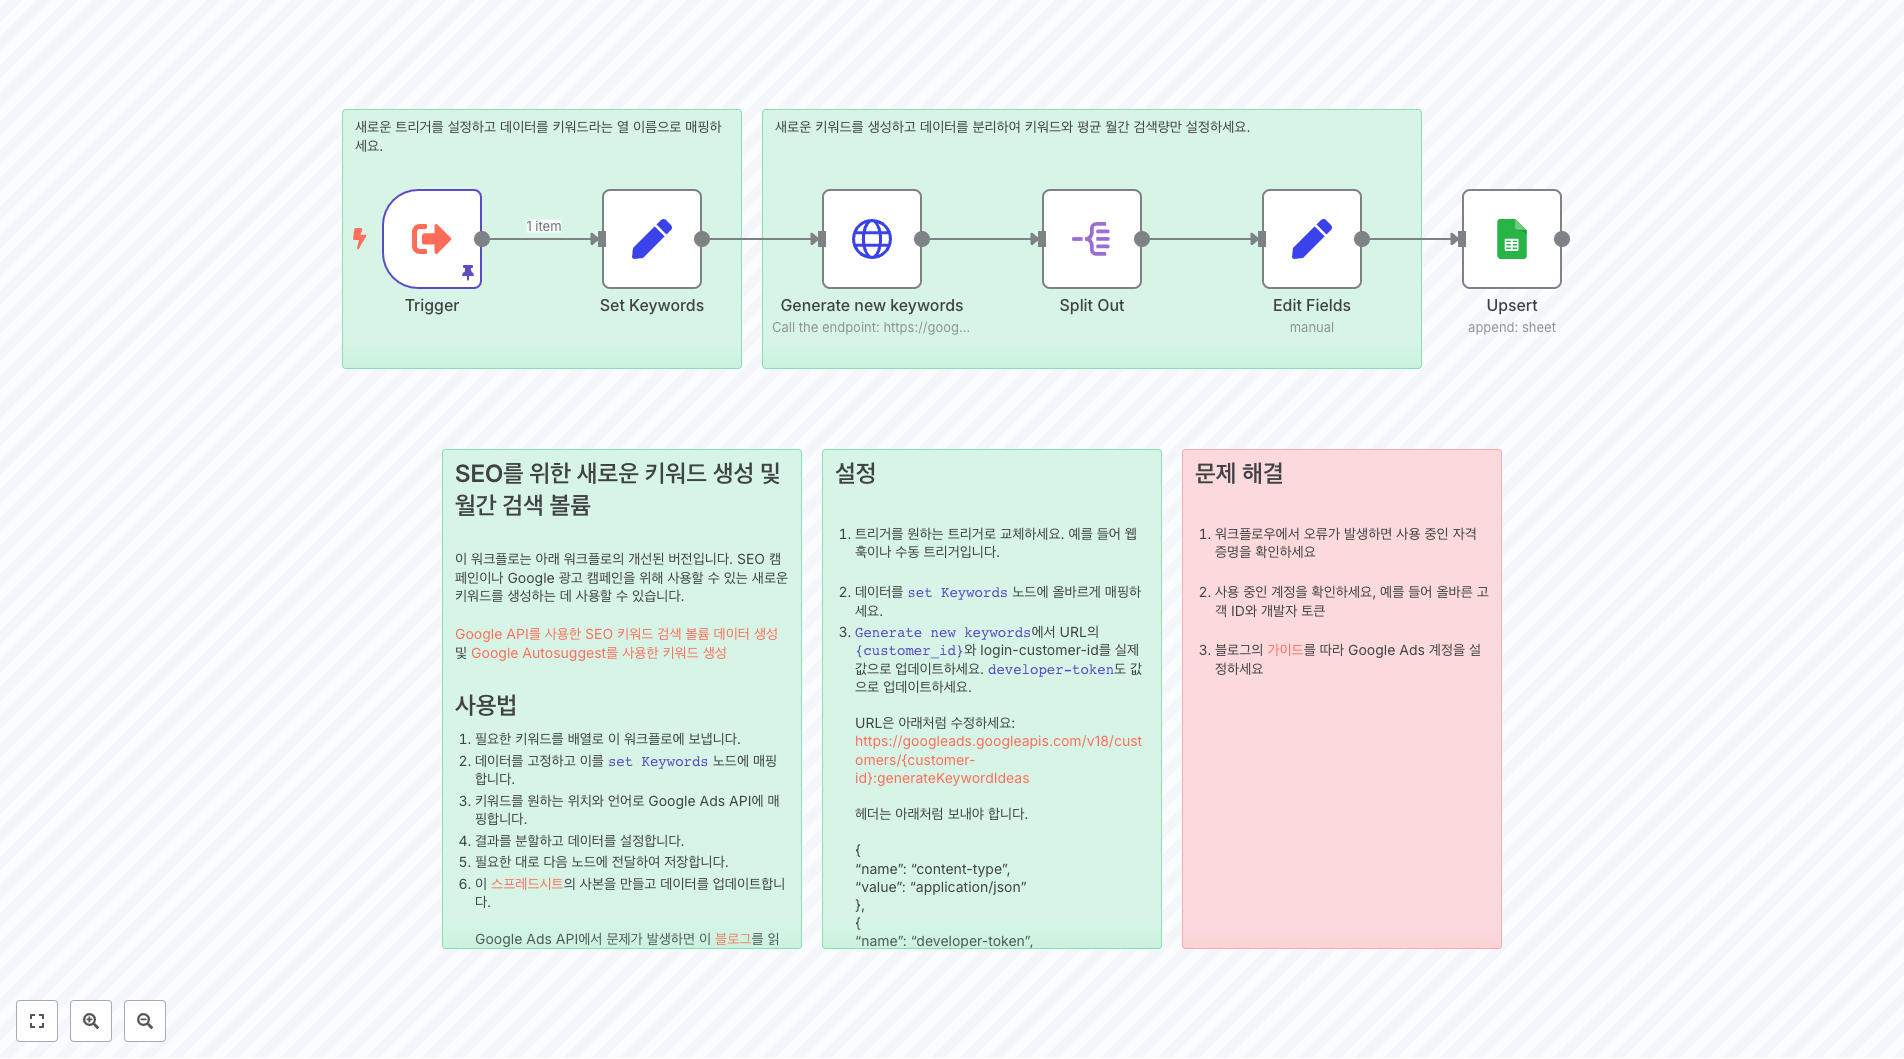 새로운 트리거를 설정하고 데이터를 키워드라는 열 이름으로 매핑하
세요.
새로운 키워드를 생성하고 데이터를 분리하여 키워드와 평균 월간 검색량만 설정하세요.
1 item
Trigger
Set Keywords
Generate new keywords
Call the endpoint: https://goog...
Split Out
Edit Fields
manual
Upsert
append: sheet
SEO를 위한 새로운 키워드 생성 및
월간 검색 볼륨
이 워크플로는 아래 워크플로의 개선된 버전입니다. SEO 캠
페인이나 Google 광고 캠페인을 위해 사용할 수 있는 새로운
키워드를 생성하는 데 사용할 수 있습니다.
Google API를 사용한 SEO 키워드 검색 볼륨 데이터 생성
및 Google Autosuggest를 사용한 키워드 생성
사용법
1. 필요한 키워드를 배열로 이 워크플로에 보냅니다.
2. 데이터를 고정하고 이를 set Keywords 노드에 매핑
합니다.
3. 키워드를 원하는 위치와 언어로 Google Ads API에 매
핑합니다.
4. 결과를 분할하고 데이터를 설정합니다.
5. 필요한 대로 다음 노드에 전달하여 저장합니다.
6. 이 스프레드시트의 사본을 만들고 데이터를 업데이트합니
다.
Google Ads API에서 문제가 발생하면 이 블로그를 읽
설정
1. 트리거를 원하는 트리거로 교체하세요. 예를 들어 웹
훅이나 수동 트리거입니다.
2. 데이터를 set Keywords 노드에 올바르게 매핑하
세요.
3. Generate new keywords에서 URL의
{customer_id}와 login-customer-id를 실제
값으로 업데이트하세요. developer-token도 값
으로 업데이트하세요.
URL은 아래처럼 수정하세요:
https://googleads.googleapis.com/v18/cust
omers/{customer-
id}:generateKeywordIdeas
헤더는 아래처럼 보내야 합니다.
{
“name”: “content-type”,
“value”: “application/json”
},
{
“name”: “developer-token”,
문제 해결
1. 워크플로우에서 오류가 발생하면 사용 중인 자격
증명을 확인하세요
2. 사용 중인 계정을 확인하세요, 예를 들어 올바른 고
객 ID와 개발자 토큰
3. 블로그의 가이드를 따라 Google Ads 계정을 설
정하세요